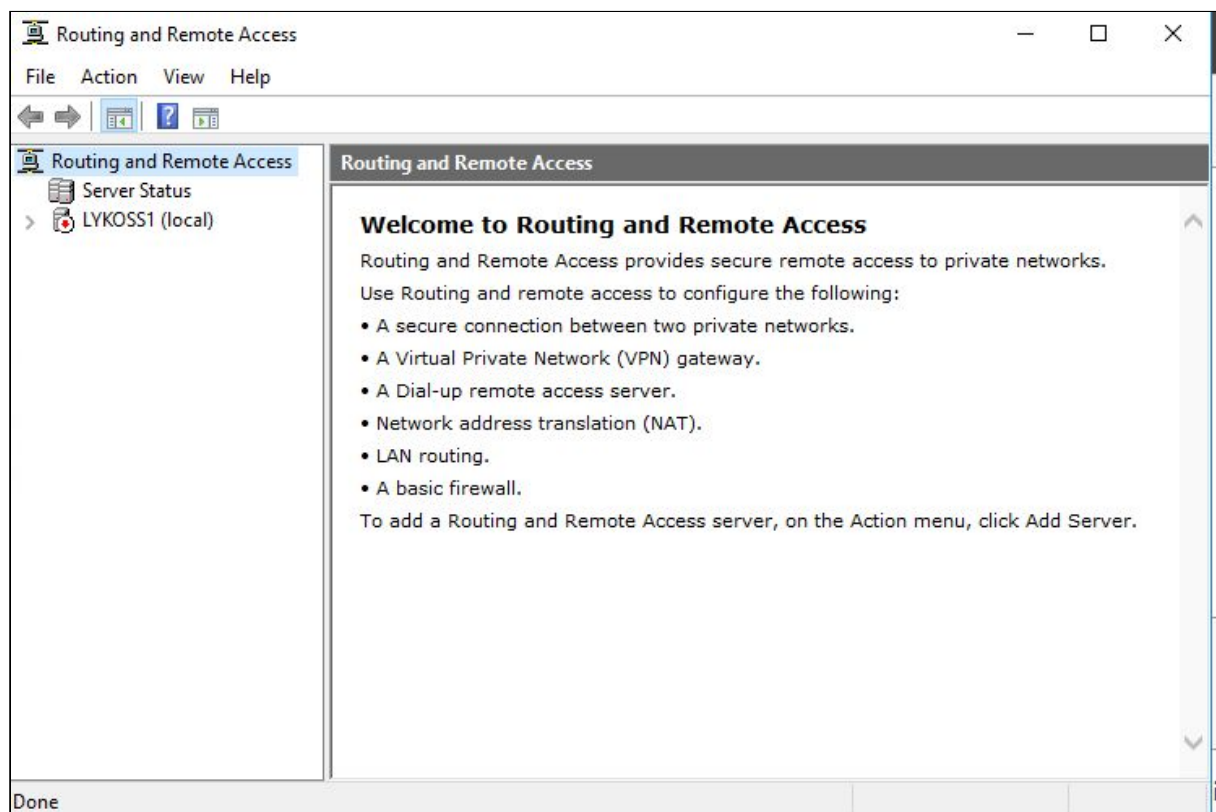 Routing and Remote Access
File Action View Help
Routing and Remote Access
Server Status
LYKOSS1 (local)
Routing and Remote Access
Welcome to Routing and Remote Access
Routing and Remote Access provides secure remote access to private networks.
Use Routing and remote access to configure the following:
• A secure connection between two private networks.
• A Virtual Private Network (VPN) gateway.
• A Dial-up remote access server.
• Network address translation (NAT).
• LAN routing.
• A basic firewall.
To add a Routing and Remote Access server, on the Action menu, click Add Server.
Done